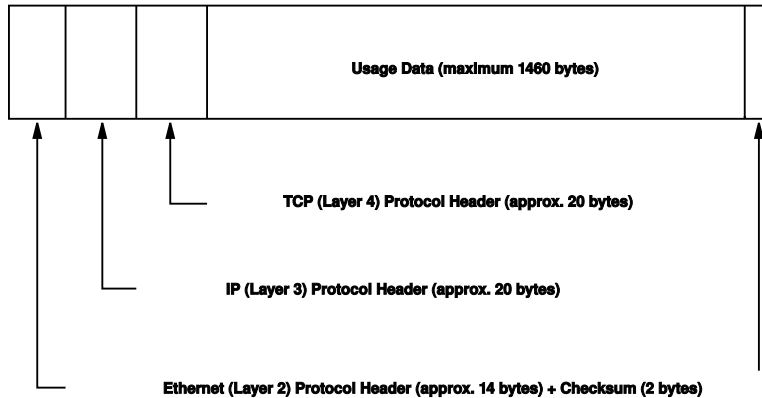 Usage Data (maximum 1460 bytes)
TCP (Layer 4) Protocol Header (approx. 20 bytes)
IP (Layer 3) Protocol Header (approx. 20 bytes)
Ethernet (Layer 2) Protocol Header (approx. 14 bytes) + Checksum (2 bytes)